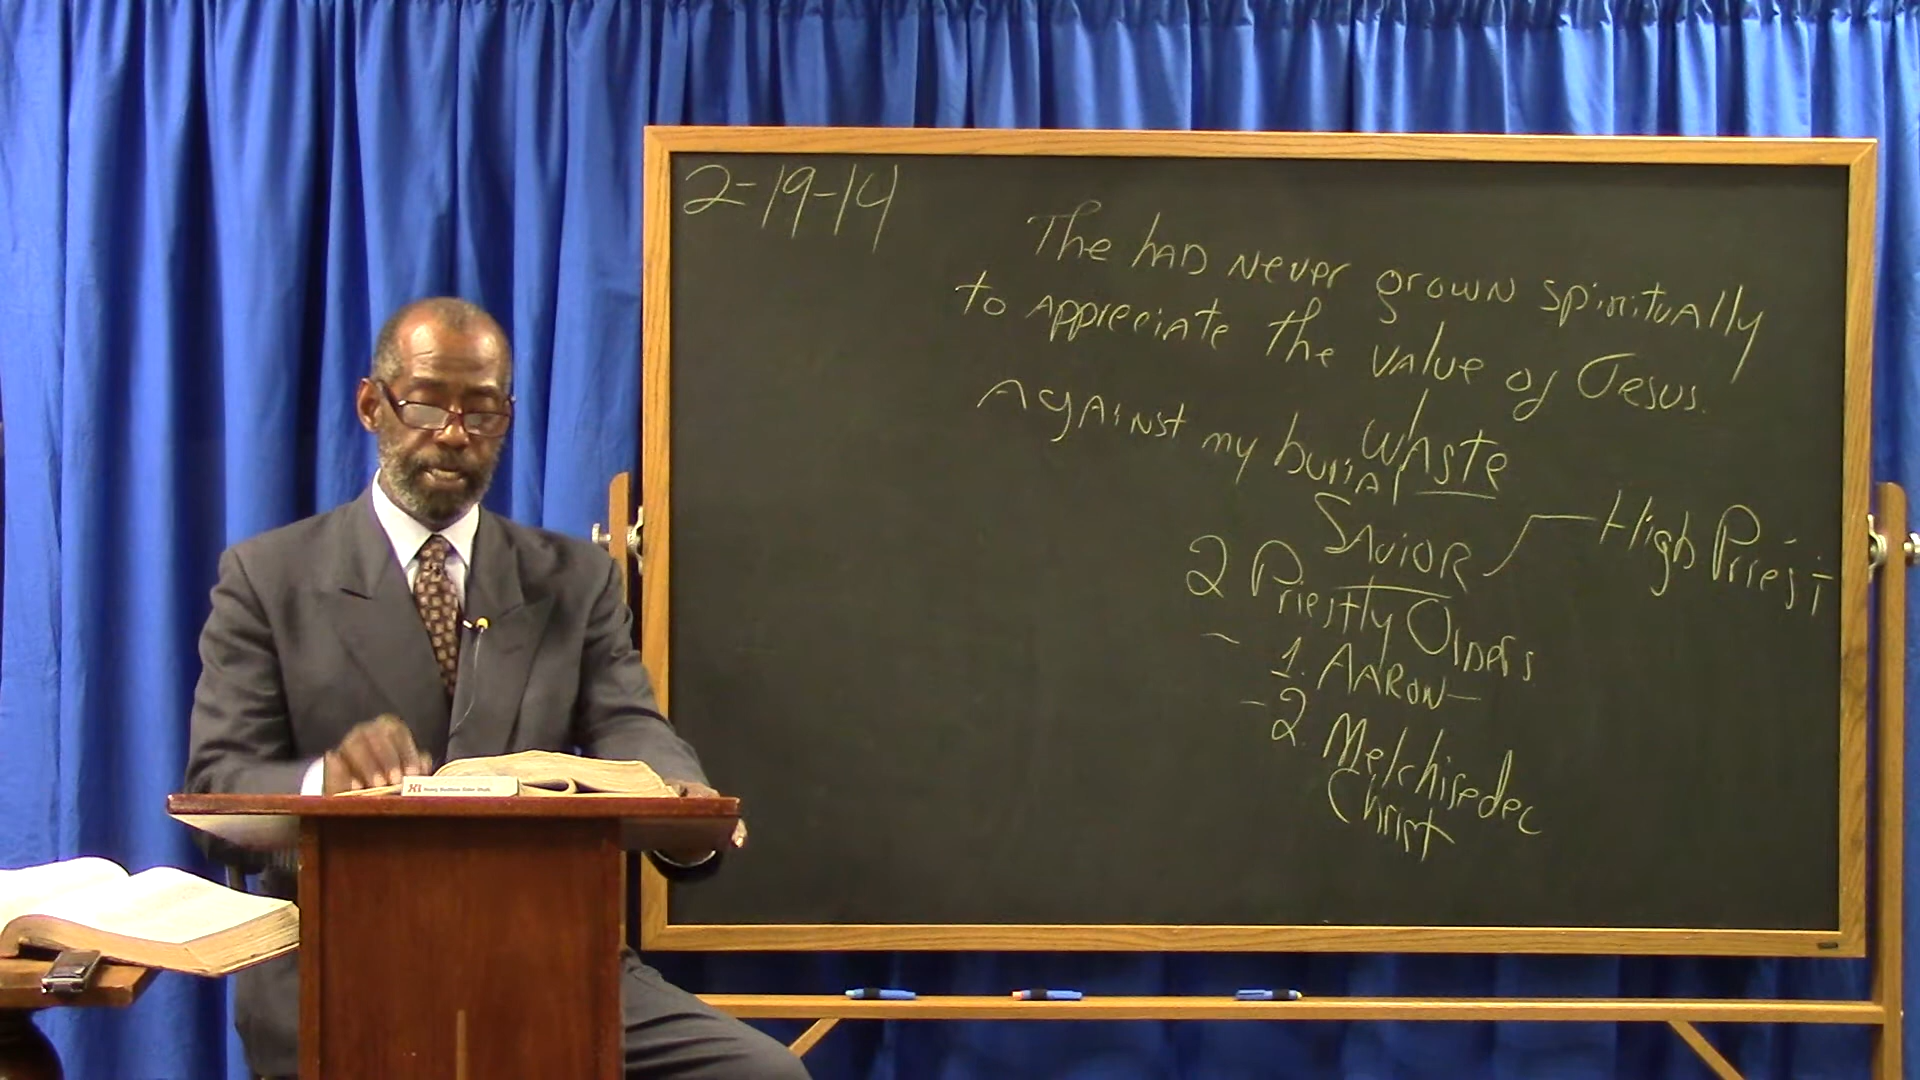 2-19-14
The had never grown spiritually
to appreciate the value of Jesus.
waste
Against my burial
Savior
High Priest
2 Priestly Orders
1. Aaron
2. Melchisedec
Christ